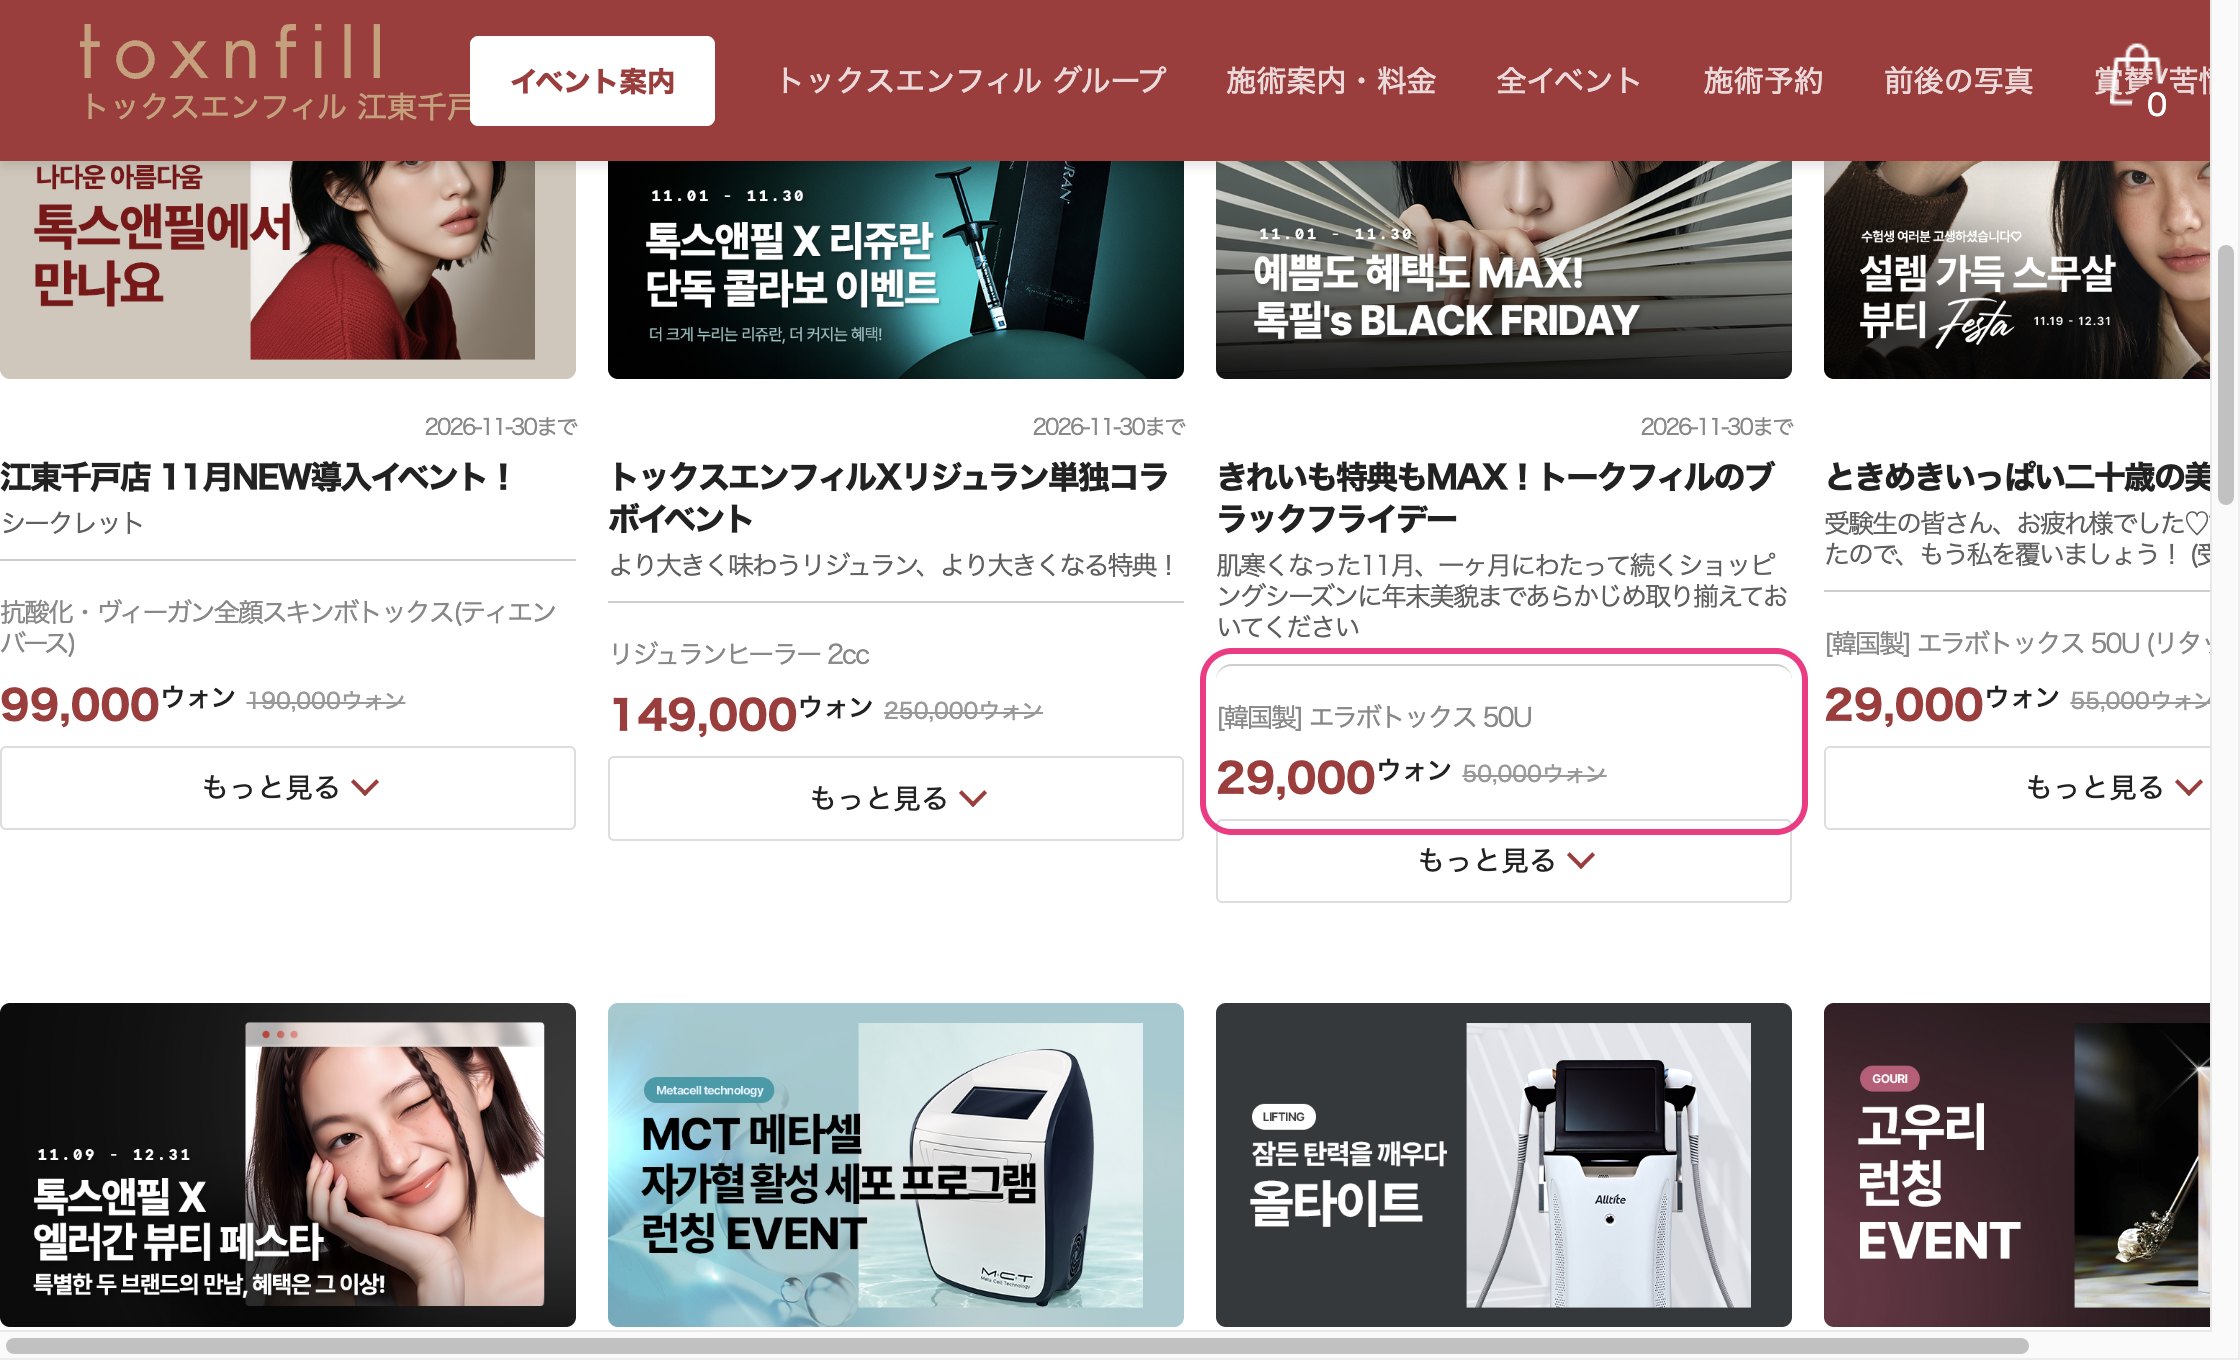 toxnfill
トックスエンフィル 江東千戸
イベント案内
トックスエンフィル グループ
施術案内・料金
全イベント
施術予約
前後の写真
賞賛/苦情
0
나다운 아름다움
톡스앤필에서
만나요
2026-11-30まで
江東千戸店 11月NEW導入イベント！
シークレット
抗酸化・ヴィーガン全顔スキンボトックス(ティエン
バース)
99,000ウォン 190,000ウォン
もっと見る
11.01 - 11.30
톡스앤필 X 리쥬란
단독 콜라보 이벤트
더 크게 누리는 리쥬란, 더 커지는 혜택!
2026-11-30まで
トックスエンフィルXリジュラン単独コラ
ボイベント
より大きく味わうリジュラン、より大きくなる特典！
リジュランヒーラー 2cc
149,000ウォン 250,000ウォン
もっと見る
11.01 - 11.30
예쁨도 혜택도 MAX!
톡필's BLACK FRIDAY
2026-11-30まで
きれいも特典もMAX！トークフィルのブ
ラックフライデー
肌寒くなった11月、一ヶ月にわたって続くショッピ
ングシーズンに年末美貌まであらかじめ取り揃えてお
いてください
[韓国製] エラボトックス 50U
29,000ウォン 50,000ウォン
もっと見る
수험생 여러분 고생하셨습니다♡
설렘 가득 스무살
뷰티 Festa 11.19 - 12.31
ときめきいっぱい二十歳の美
受験生の皆さん、お疲れ様でした♡
たので、もう私を覆いましょう！ (受
[韓国製] エラボトックス 50U (リタッ
29,000ウォン 55,000ウォン
もっと見る
11.09 - 12.31
톡스앤필 X
엘러간 뷰티 페스타
특별한 두 브랜드의 만남, 혜택은 그 이상!
Metacell technology
MCT 메타셀
자가혈 활성 세포 프로그램
런칭 EVENT
M·C·T
Meta Cell Technology
LIFTING
잠든 탄력을 깨우다
올타이트
Alltite
GOURI
고우리
런칭
EVENT